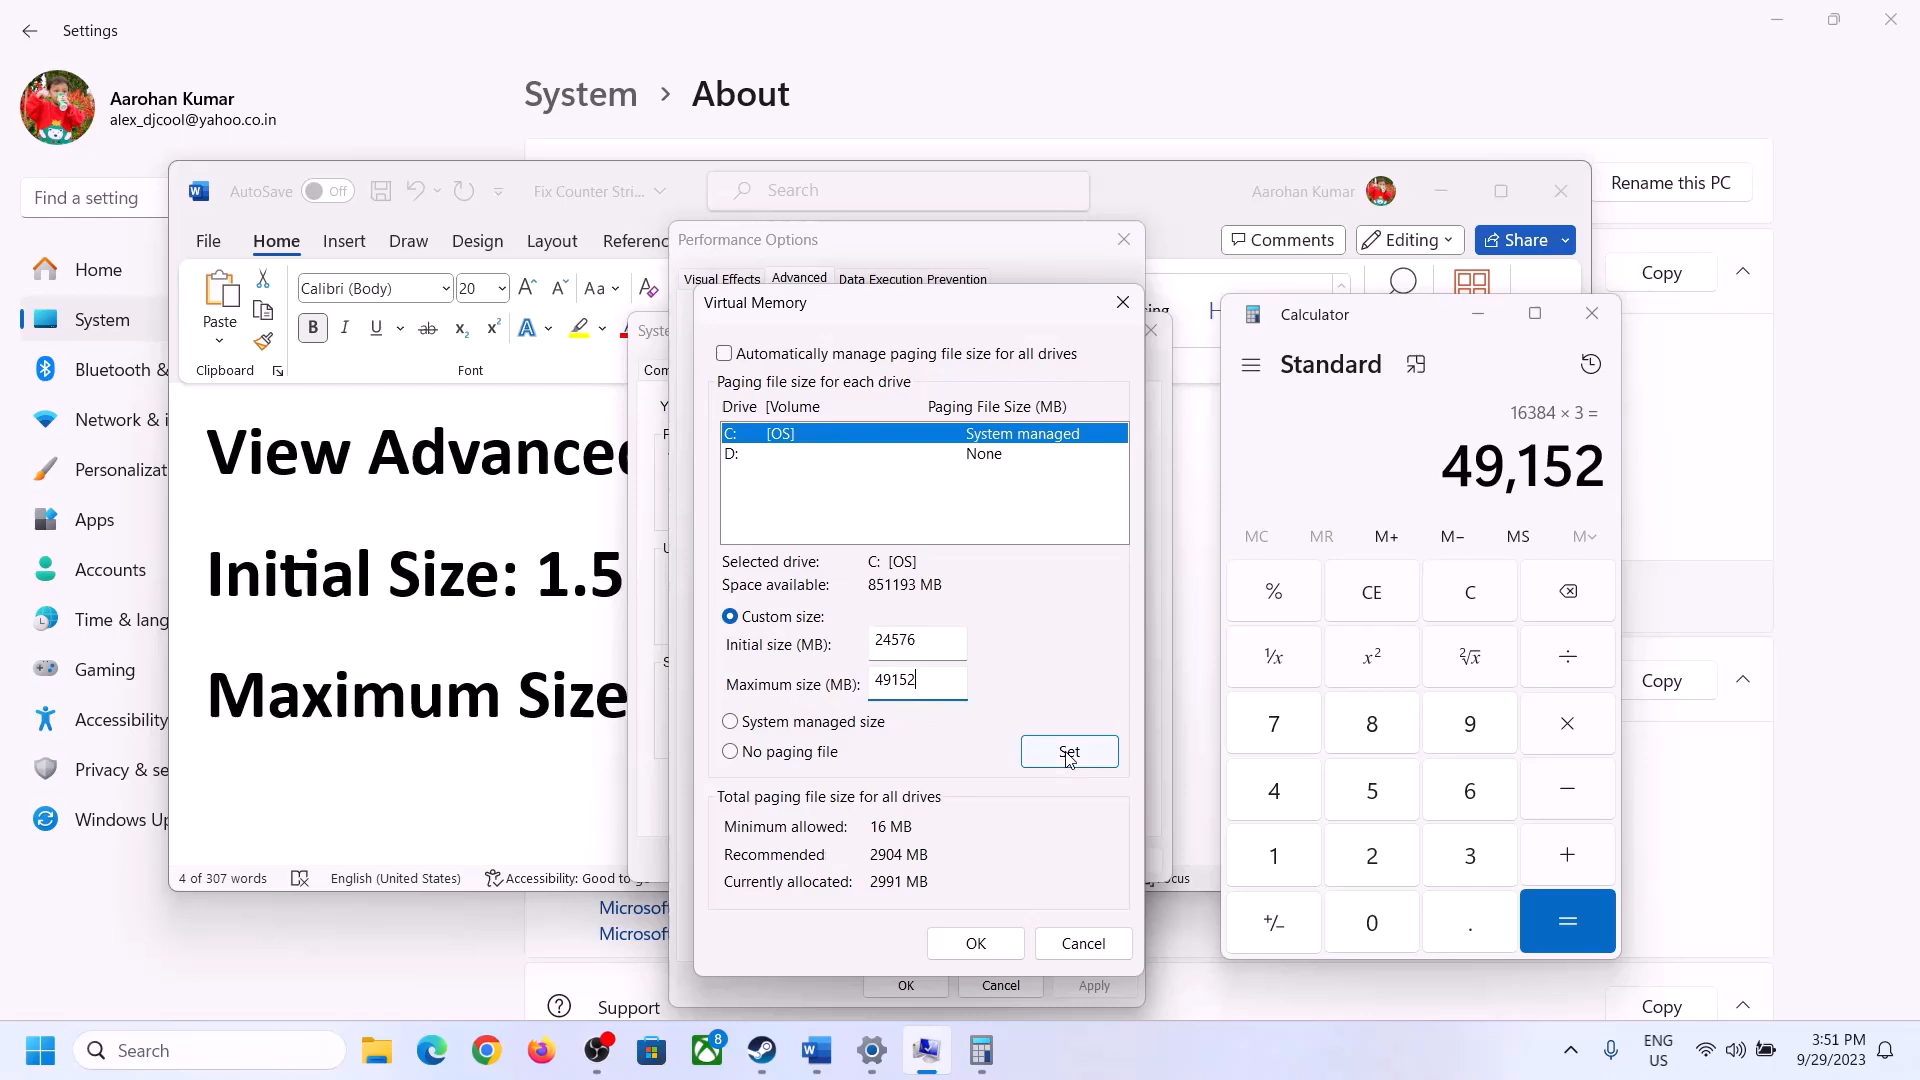 Settings
Aarohan Kumar
alex_djcool@yahoo.co.in
Find a setting
Home
System
Bluetooth &
Network & i
Personalizat
Apps
Accounts
Time & lang
Gaming
Accessibility
Privacy & se
Windows Up
System > About
Rename this PC
Copy
Copy
Copy
Microsof
Microsof
Support
AutoSave Off
Fix Counter Stri...
Search
Aarohan Kumar
File Home Insert Draw Design Layout Referenc
Comments Editing Share
Paste
Calibri (Body) 20
Clipboard
Font
View Advanced
Initial Size: 1.5
Maximum Size
4 of 307 words
English (United States)
Accessibility: Good to
Performance Options
Visual Effects Advanced Data Execution Prevention
OK Cancel Apply
Virtual Memory
Automatically manage paging file size for all drives
Paging file size for each drive
Drive [Volume Paging File Size (MB)
C: [OS] System managed
D: None
Selected drive: C: [OS]
Space available: 851193 MB
Custom size:
Initial size (MB): 24576
Maximum size (MB): 49152
System managed size
No paging file
Set
Total paging file size for all drives
Minimum allowed: 16 MB
Recommended 2904 MB
Currently allocated: 2991 MB
OK Cancel
Calculator
Standard
16384 × 3 =
49,152
MC MR M+ M− MS M
% CE C
¹/x x² ²√x ÷
7 8 9 ×
4 5 6 −
1 2 3 +
+/− 0 . =
Search
8
ENG
US
3:51 PM
9/29/2023